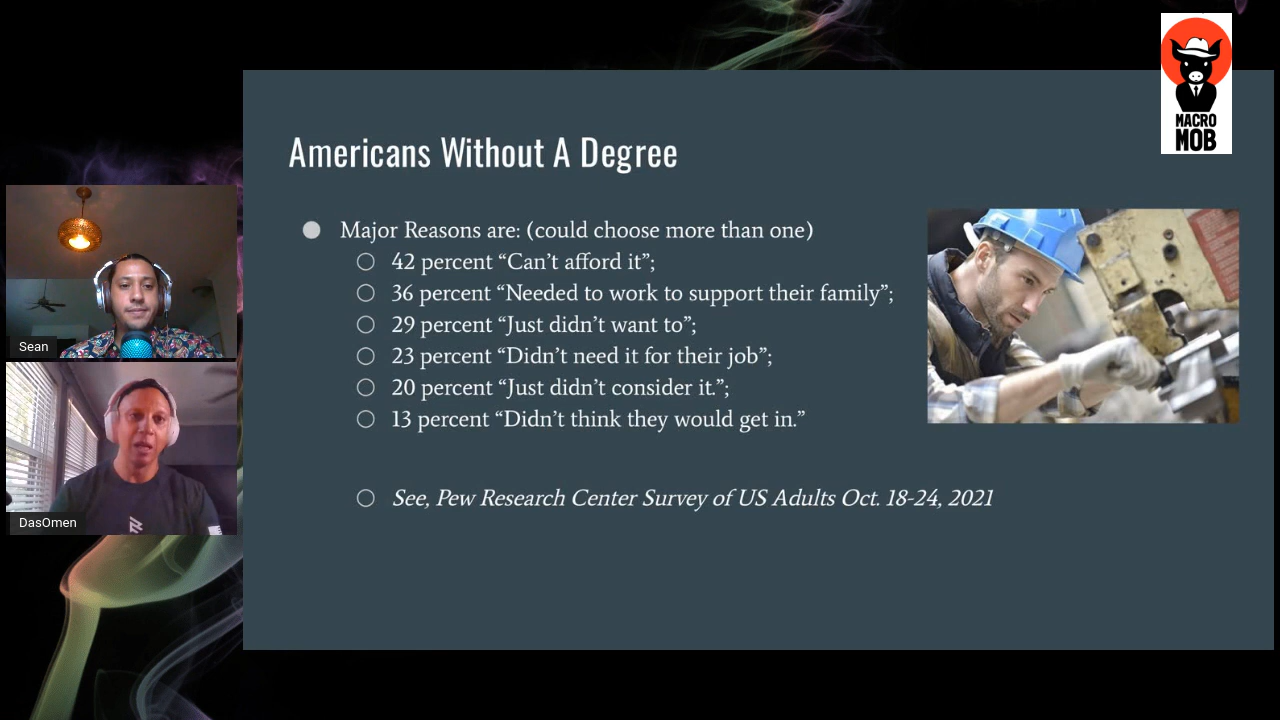 MACRO
MOB
Americans Without A Degree
Major Reasons are: (could choose more than one)
42 percent “Can’t afford it”;
36 percent “Needed to work to support their family”;
29 percent “Just didn’t want to”;
23 percent “Didn’t need it for their job”;
20 percent “Just didn’t consider it.”;
13 percent “Didn’t think they would get in.”
See, Pew Research Center Survey of US Adults Oct. 18-24, 2021
Sean
DasOmen